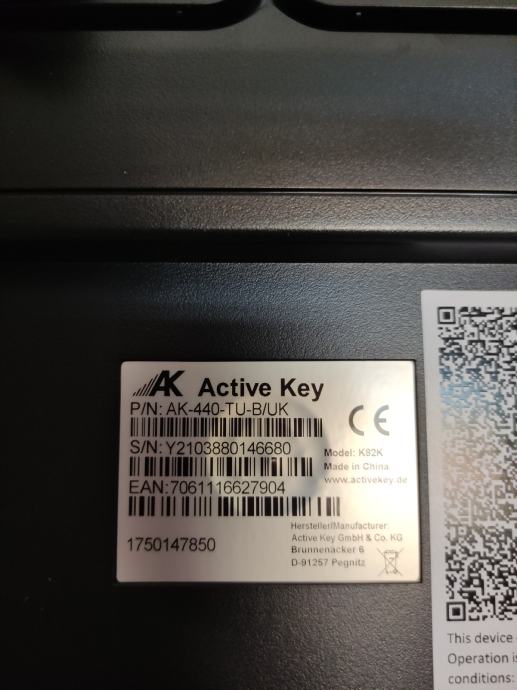 AK Active Key
P/N: AK-440-TU-B/UK
CE
S/N: Y2103880146680
Model: K82K
Made in China
www.activekey.de
EAN:7061116627904
Hersteller/Manufacturer:
Active Key GmbH & Co. KG
Brunnenäcker 6
D-91257 Pegnitz
1750147850
This device
Operation is
conditions: